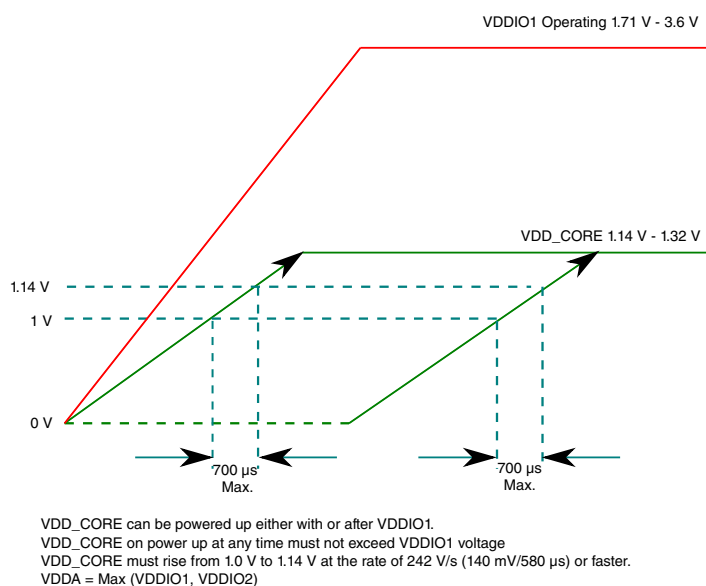 VDDIO1 Operating 1.71 V - 3.6 V
VDD_CORE 1.14 V - 1.32 V
1.14 V
1 V
0 V
700 µs
Max.
700 µs
Max.
VDD_CORE can be powered up either with or after VDDIO1.
VDD_CORE on power up at any time must not exceed VDDIO1 voltage
VDD_CORE must rise from 1.0 V to 1.14 V at the rate of 242 V/s (140 mV/580 µs) or faster.
VDDA = Max (VDDIO1, VDDIO2)